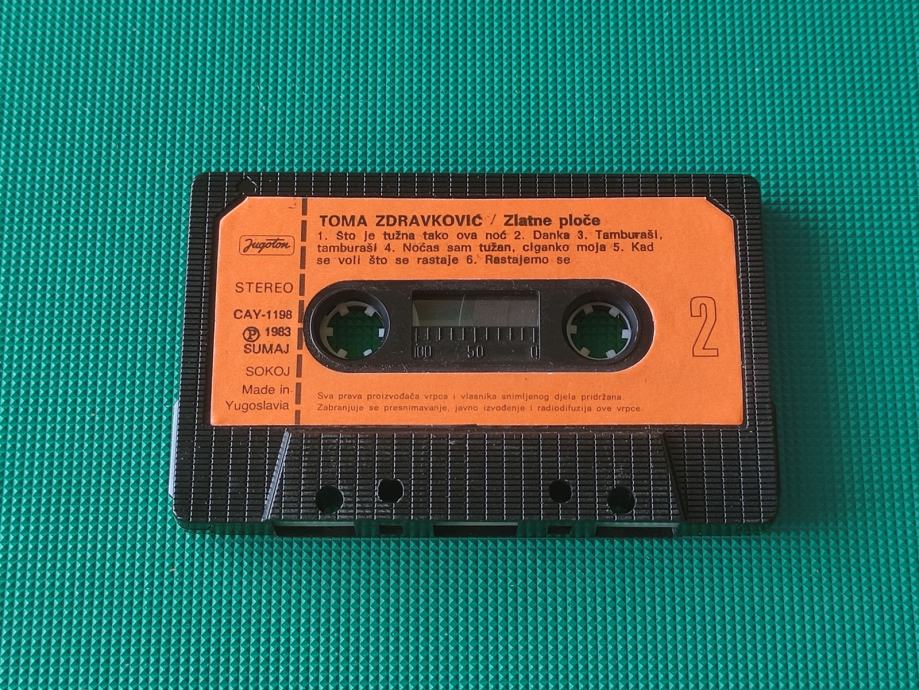 TOMA ZDRAVKOVIĆ / Zlatne ploče
1. Što je tužna tako ova noć 2. Danka 3. Tamburaši,
tamburaši 4. Noćas sam tužan, ciganko moja 5. Kad
se voli što se rastaje 6. Rastajemo se
Jugoton
STEREO
CAY-1198
Ⓟ 1983
SUMAJ
SOKOJ
Made in
Yugoslavia
100 50 0
2
Sva prava proizvođača vrpce i vlasnika snimljenog djela pridržana.
Zabranjuje se presnimavanje, javno izvođenje i radiodifuzija ove vrpce.